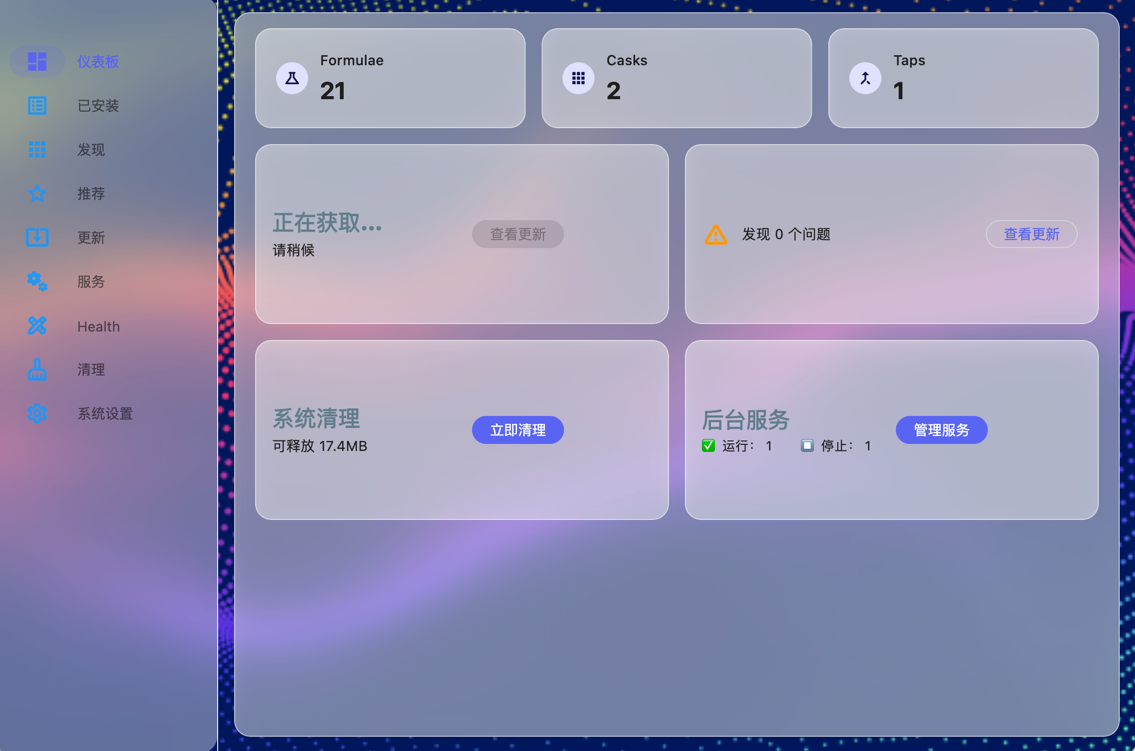 仪表板
已安装
发现
推荐
更新
服务
Health
清理
系统设置
Formulae
21
Casks
2
Taps
1
正在获取...
请稍候
查看更新
发现 0 个问题
查看更新
系统清理
可释放 17.4MB
立即清理
后台服务
✅ 运行: 1 ⏹️ 停止: 1
管理服务